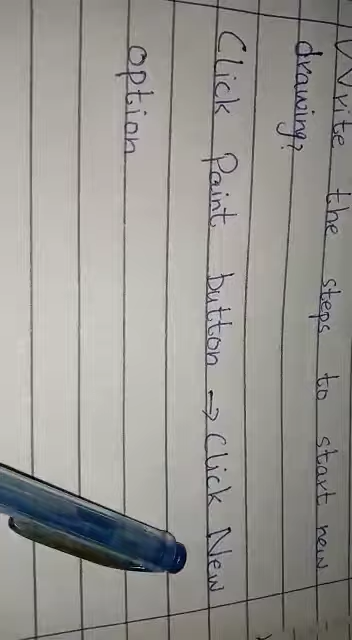 Write the steps to start new
drawing?
Click Paint button → Click New
option